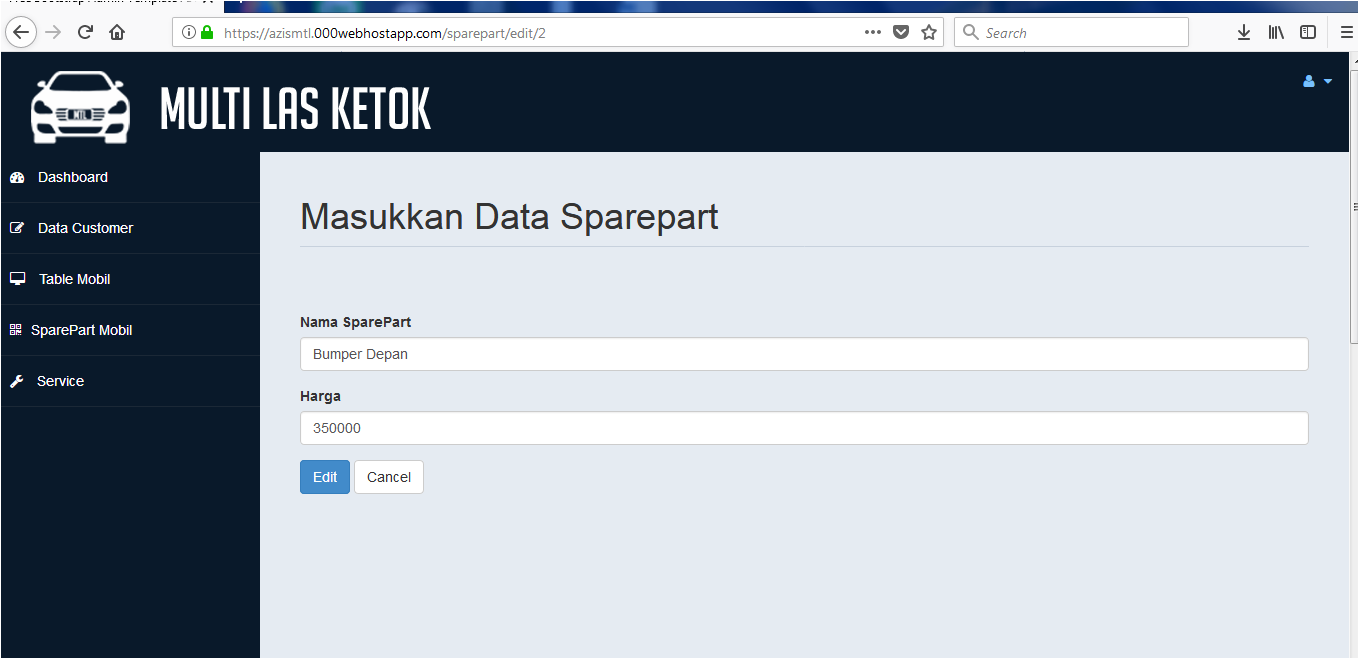 https://azismtl.000webhostapp.com/sparepart/edit/2
Search
MTL
MULTI LAS KETOK
Dashboard
Data Customer
Table Mobil
SparePart Mobil
Service
Masukkan Data Sparepart
Nama SparePart
Bumper Depan
Harga
350000
Edit
Cancel